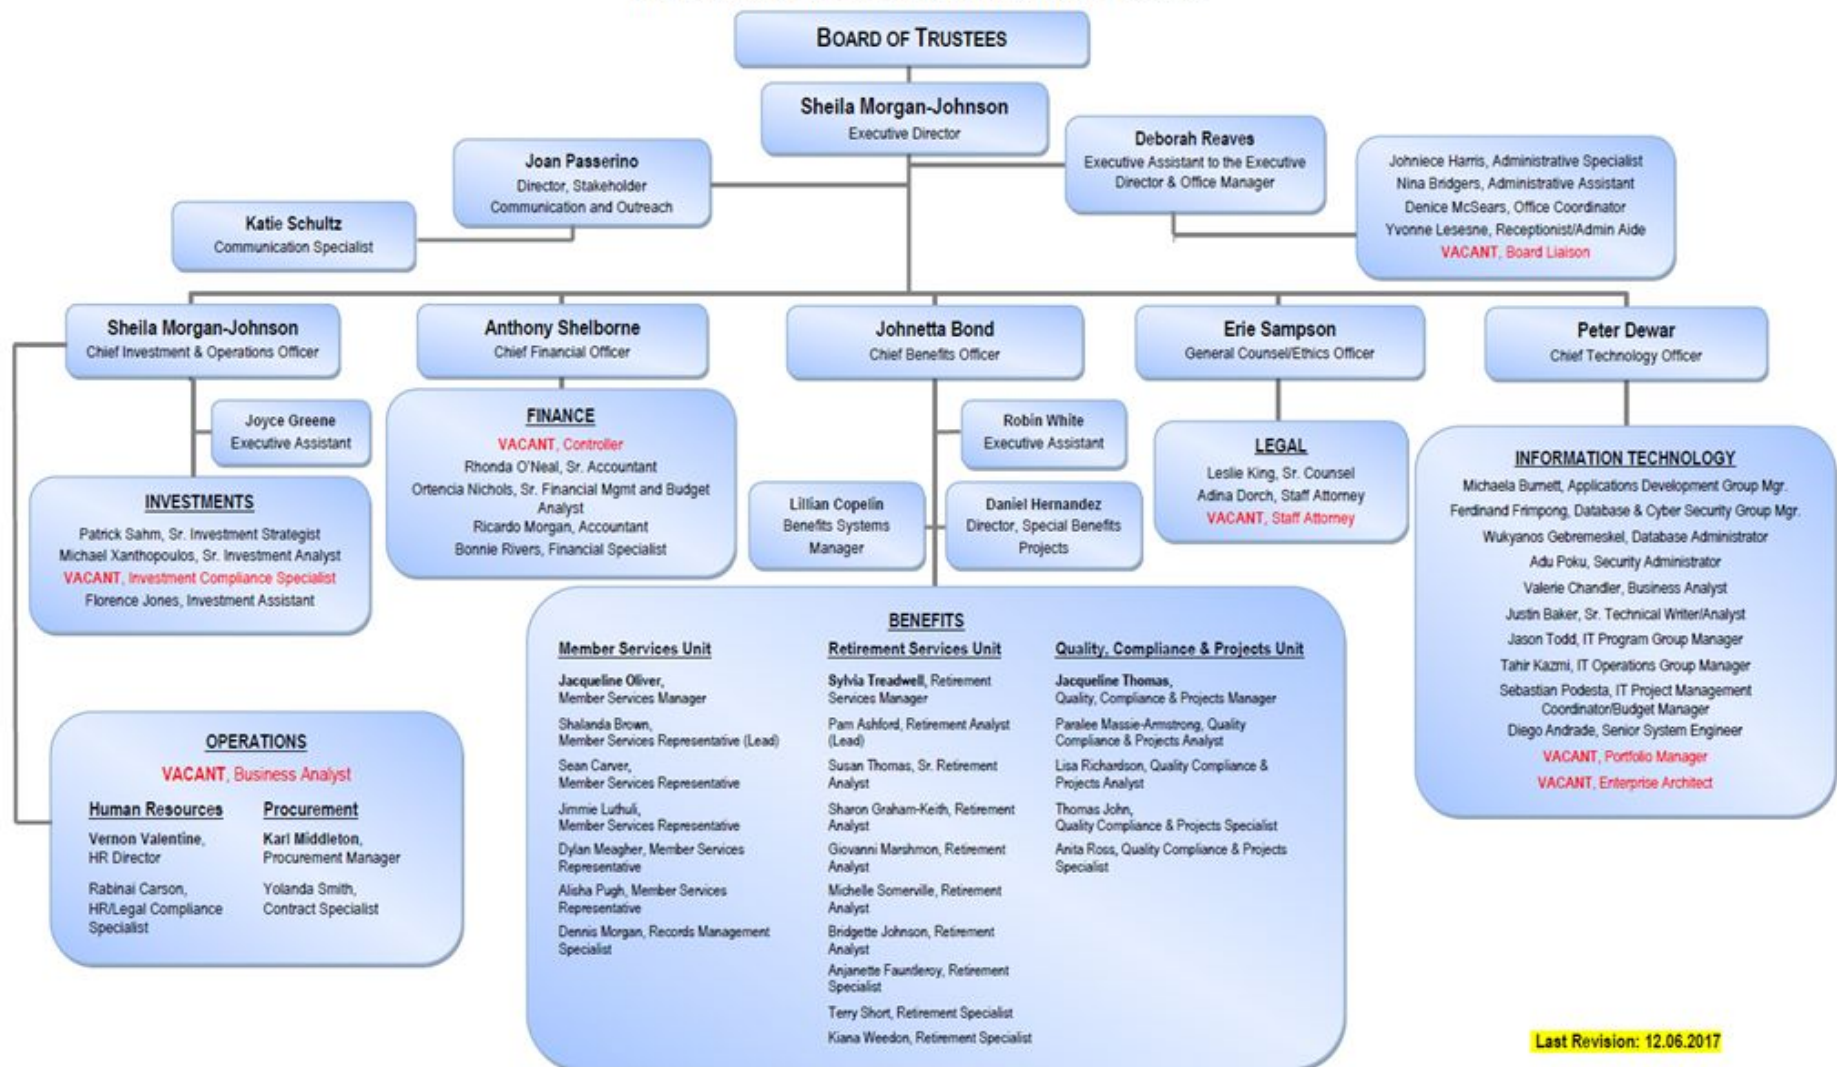 BOARD OF TRUSTEES
Sheila Morgan-Johnson
Executive Director
Deborah Reaves
Executive Assistant to the Executive
Director & Office Manager
Johniece Harris, Administrative Specialist
Nina Bridgers, Administrative Assistant
Denice McSears, Office Coordinator
Yvonne Lesesne, Receptionist/Admin Aide
VACANT, Board Liaison
Joan Passerino
Director, Stakeholder
Communication and Outreach
Katie Schultz
Communication Specialist
Sheila Morgan-Johnson
Chief Investment & Operations Officer
Anthony Shelborne
Chief Financial Officer
Johnetta Bond
Chief Benefits Officer
Erie Sampson
General Counsel/Ethics Officer
Peter Dewar
Chief Technology Officer
Joyce Greene
Executive Assistant
INVESTMENTS
Patrick Sahm, Sr. Investment Strategist
Michael Xanthopoulos, Sr. Investment Analyst
VACANT, Investment Compliance Specialist
Florence Jones, Investment Assistant
FINANCE
VACANT, Controller
Rhonda O'Neal, Sr. Accountant
Ortencia Nichols, Sr. Financial Mgmt and Budget
Analyst
Ricardo Morgan, Accountant
Bonnie Rivers, Financial Specialist
Robin White
Executive Assistant
Lillian Copelin
Benefits Systems
Manager
Daniel Hernandez
Director, Special Benefits
Projects
LEGAL
Leslie King, Sr. Counsel
Adina Dorch, Staff Attorney
VACANT, Staff Attorney
INFORMATION TECHNOLOGY
Michaela Burnett, Applications Development Group Mgr.
Ferdinand Frimpong, Database & Cyber Security Group Mgr.
Wukyanos Gebremeskel, Database Administrator
Adu Poku, Security Administrator
Valerie Chandler, Business Analyst
Justin Baker, Sr. Technical Writer/Analyst
Jason Todd, IT Program Group Manager
Tahir Kazmi, IT Operations Group Manager
Sebastian Podesta, IT Project Management
Coordinator/Budget Manager
Diego Andrade, Senior System Engineer
VACANT, Portfolio Manager
VACANT, Enterprise Architect
OPERATIONS
VACANT, Business Analyst
Human Resources
Vernon Valentine,
HR Director
Rabinai Carson,
HR/Legal Compliance
Specialist
Procurement
Karl Middleton,
Procurement Manager
Yolanda Smith,
Contract Specialist
BENEFITS
Member Services Unit
Jacqueline Oliver,
Member Services Manager
Shalanda Brown,
Member Services Representative (Lead)
Sean Carver,
Member Services Representative
Jimmie Luthuli,
Member Services Representative
Dylan Meagher, Member Services
Representative
Alisha Pugh, Member Services
Representative
Dennis Morgan, Records Management
Specialist
Retirement Services Unit
Sylvia Treadwell, Retirement
Services Manager
Pam Ashford, Retirement Analyst
(Lead)
Susan Thomas, Sr. Retirement
Analyst
Sharon Graham-Keith, Retirement
Analyst
Giovanni Marshmon, Retirement
Analyst
Michelle Somerville, Retirement
Analyst
Bridgette Johnson, Retirement
Analyst
Anjanette Fauntleroy, Retirement
Specialist
Terry Short, Retirement Specialist
Kiana Weedon, Retirement Specialist
Quality, Compliance & Projects Unit
Jacqueline Thomas,
Quality, Compliance & Projects Manager
Paralee Massie-Armstrong, Quality
Compliance & Projects Analyst
Lisa Richardson, Quality Compliance &
Projects Analyst
Thomas John,
Quality Compliance & Projects Specialist
Anita Ross, Quality Compliance & Projects
Specialist
Last Revision: 12.06.2017